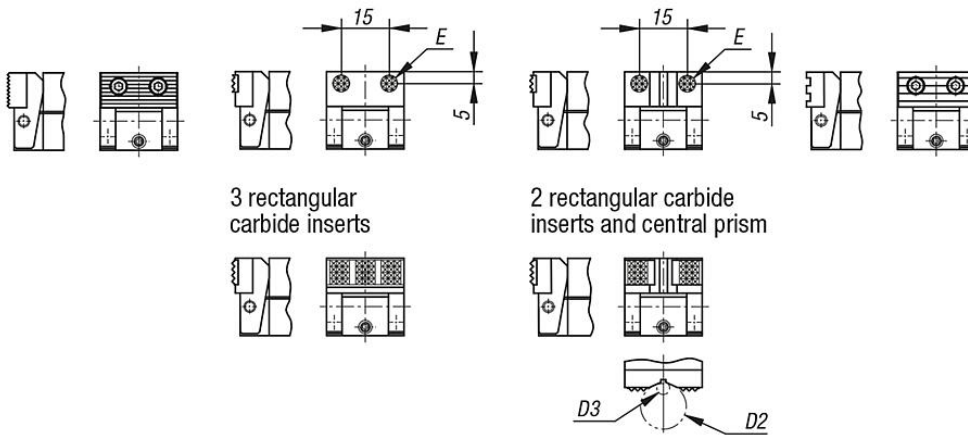 15
E
5
15
E
5
3 rectangular
carbide inserts
2 rectangular carbide
inserts and central prism
D3
D2